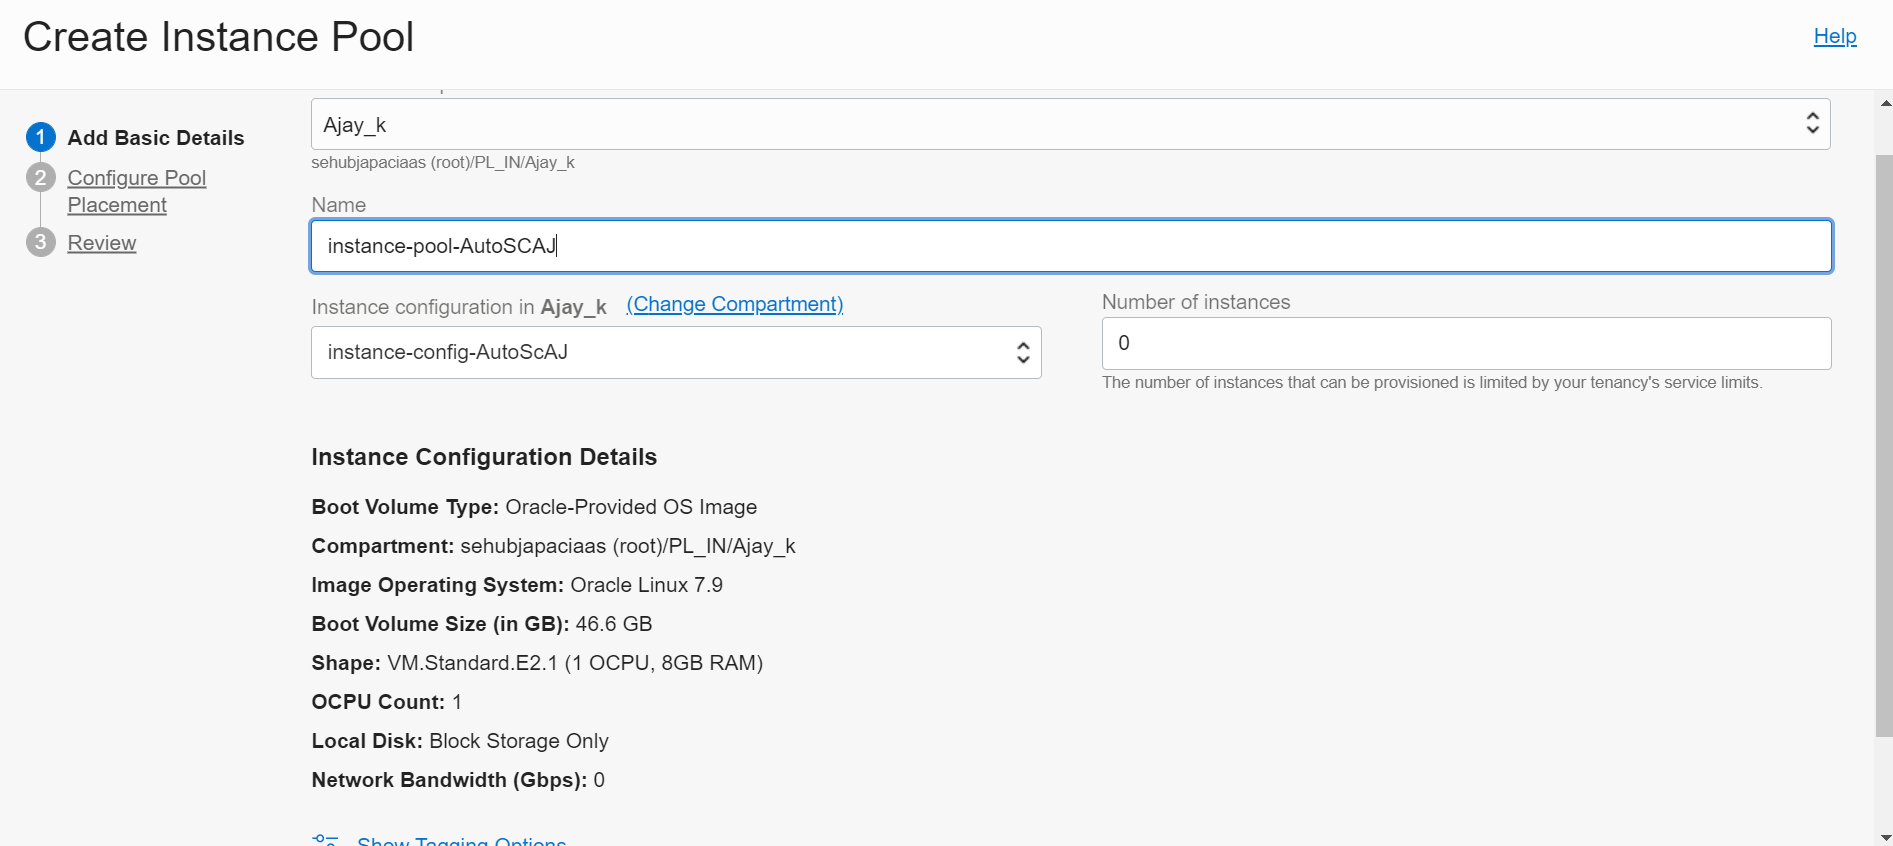 Create Instance Pool
Help
1 Add Basic Details
2 Configure Pool
Placement
3 Review
Ajay_k
sehubjapaciaas (root)/PL_IN/Ajay_k
Name
instance-pool-AutoSCAJ
Instance configuration in Ajay_k (Change Compartment)
instance-config-AutoScAJ
Number of instances
0
The number of instances that can be provisioned is limited by your tenancy's service limits.
Instance Configuration Details
Boot Volume Type: Oracle-Provided OS Image
Compartment: sehubjapaciaas (root)/PL_IN/Ajay_k
Image Operating System: Oracle Linux 7.9
Boot Volume Size (in GB): 46.6 GB
Shape: VM.Standard.E2.1 (1 OCPU, 8GB RAM)
OCPU Count: 1
Local Disk: Block Storage Only
Network Bandwidth (Gbps): 0
Show Tagging Options